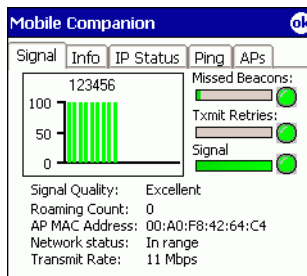 Mobile Companion ok
Signal Info IP Status Ping APs
123456
100
50
0
Missed Beacons:
Txmit Retries:
Signal
Signal Quality: Excellent
Roaming Count: 0
AP MAC Address: 00:A0:F8:42:64:C4
Network status: In range
Transmit Rate: 11 Mbps